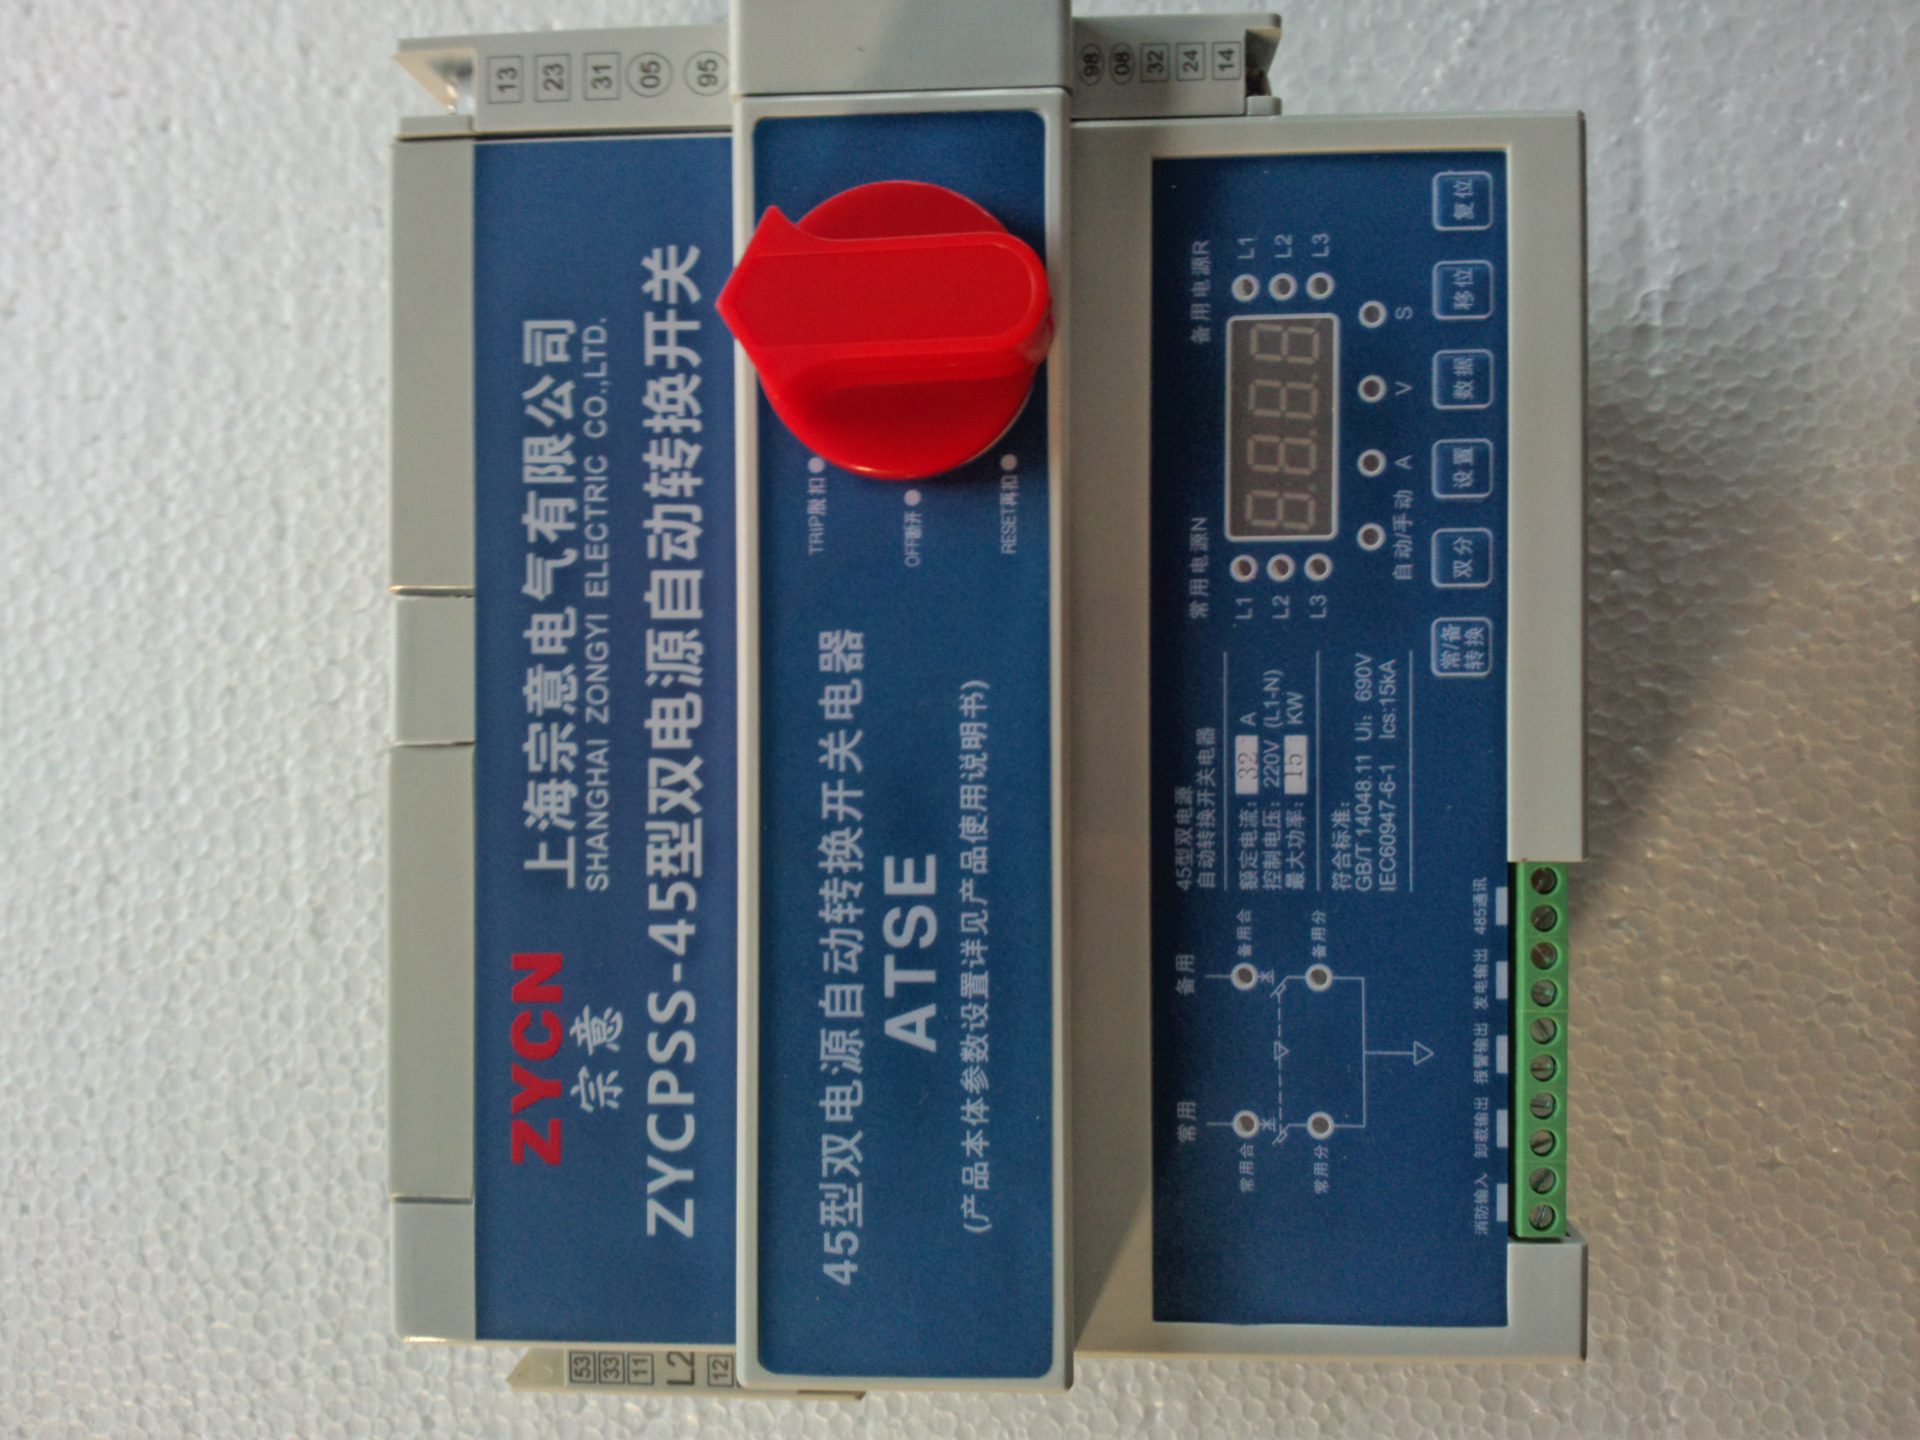 ZYCN
宗意
上海宗意电气有限公司
SHANGHAI ZONGYI ELECTRIC CO.,LTD.
ZYCPSS-45型双电源自动转换开关
45型双电源自动转换开关电器
ATSE
(产品本体参数设置详见产品使用说明书)
TRIP脱扣
OFF断开
RESET再扣
53
33
11
L2
12
13
23
31
05
95
98
08
32
24
14
常用
备用
常用合
备用合
常用分
备用分
45型双电源
自动转换开关电器
额定电流: 32 A
控制电压: 220V (L1-N)
最大功率: 15 KW
符合标准:
GB/T 14048.11 Ui: 690V
IEC60947-6-1 Ics:15kA
常用电源N
备用电源R
L1
L2
L3
L1
L2
L3
8.8.8.8
自动/手动 A V S
常/备
转换
双分
设置
数据
移位
复位
消防输入 卸载输出 报警输出 发电输出 485通讯